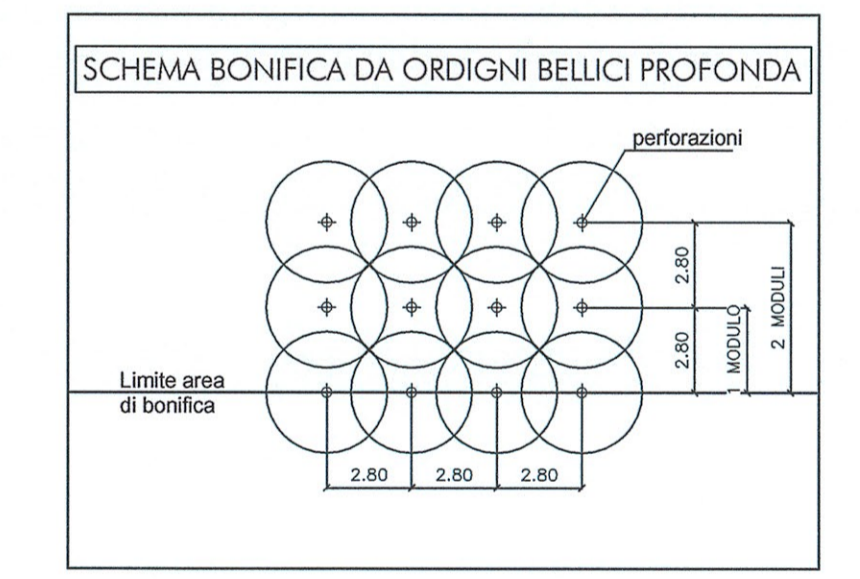 SCHEMA BONIFICA DA ORDIGNI BELLICI PROFONDA
perforazioni
2.80
2.80
1 MODULO
2 MODULI
Limite area
di bonifica
2.80
2.80
2.80